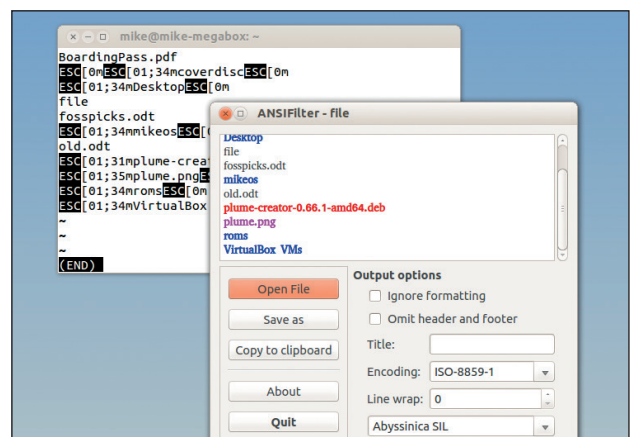 mike@mike-megabox: ~
BoardingPass.pdf
ESC[0mESC[01;34mcoverdiscESC[0m
ESC[01;34mDesktopESC[0m
file
fosspicks.odt
ESC[01;34mmikeosESC[0
old.odt
ESC[01;31mplume-crea
ESC[01;35mplume.pngE
ESC[01;34mromsESC[0m
ESC[01;34mVirtualBox
~
~
~
(END)
ANSIFilter - file
Desktop
file
fosspicks.odt
mikeos
old.odt
plume-creator-0.66.1-amd64.deb
plume.png
roms
VirtualBox VMs
Open File
Save as
Copy to clipboard
About
Quit
Output options
Ignore formatting
Omit header and footer
Title:
Encoding: ISO-8859-1
Line wrap: 0
Abyssinica SIL